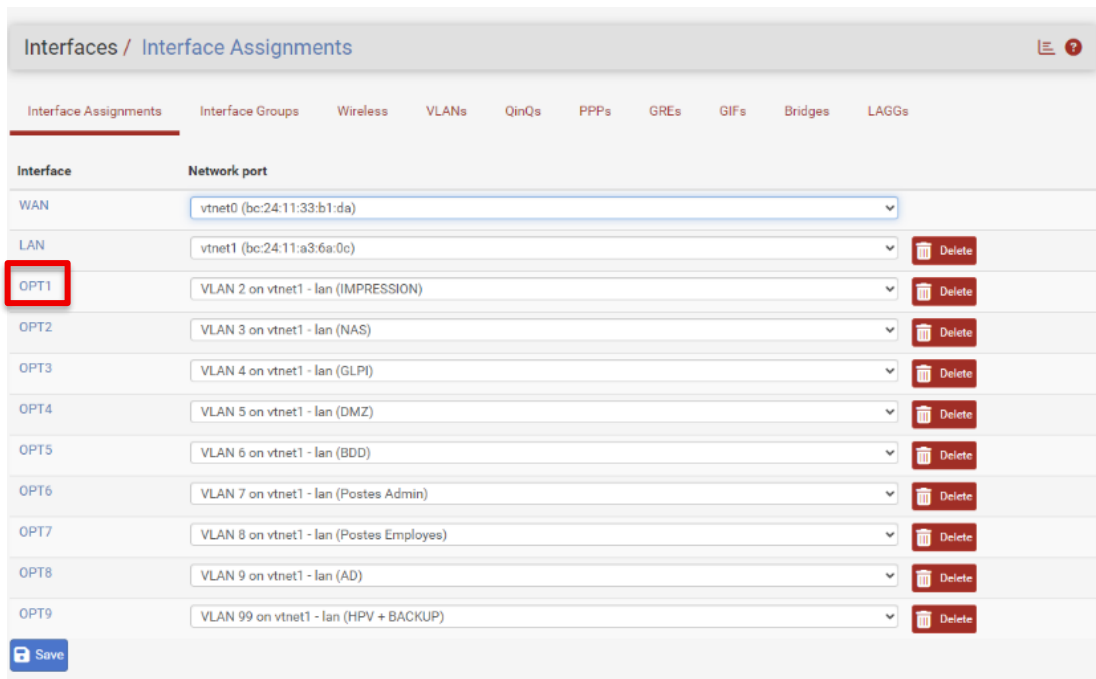 Interfaces / Interface Assignments
Interface Assignments Interface Groups Wireless VLANs QinQs PPPs GREs GIFs Bridges LAGGs
Interface Network port
WAN vtnet0 (bc:24:11:33:b1:da)
LAN vtnet1 (bc:24:11:a3:6a:0c) Delete
OPT1 VLAN 2 on vtnet1 - lan (IMPRESSION) Delete
OPT2 VLAN 3 on vtnet1 - lan (NAS) Delete
OPT3 VLAN 4 on vtnet1 - lan (GLPI) Delete
OPT4 VLAN 5 on vtnet1 - lan (DMZ) Delete
OPT5 VLAN 6 on vtnet1 - lan (BDD) Delete
OPT6 VLAN 7 on vtnet1 - lan (Postes Admin) Delete
OPT7 VLAN 8 on vtnet1 - lan (Postes Employes) Delete
OPT8 VLAN 9 on vtnet1 - lan (AD) Delete
OPT9 VLAN 99 on vtnet1 - lan (HPV + BACKUP) Delete
Save